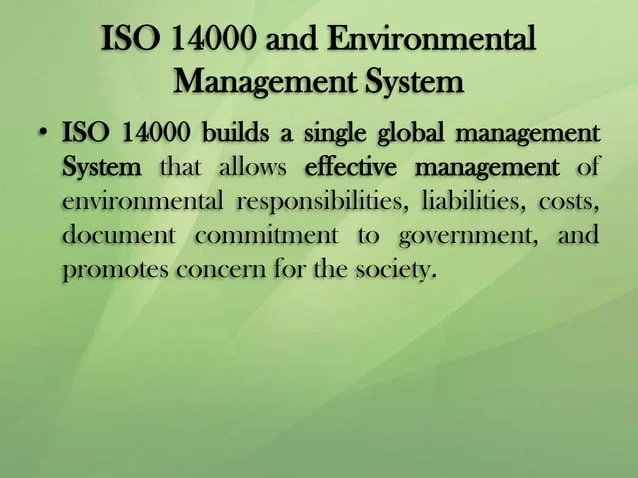 ISO 14000 and Environmental
Management System
• ISO 14000 builds a single global management
System that allows effective management of
environmental responsibilities, liabilities, costs,
document commitment to government, and
promotes concern for the society.